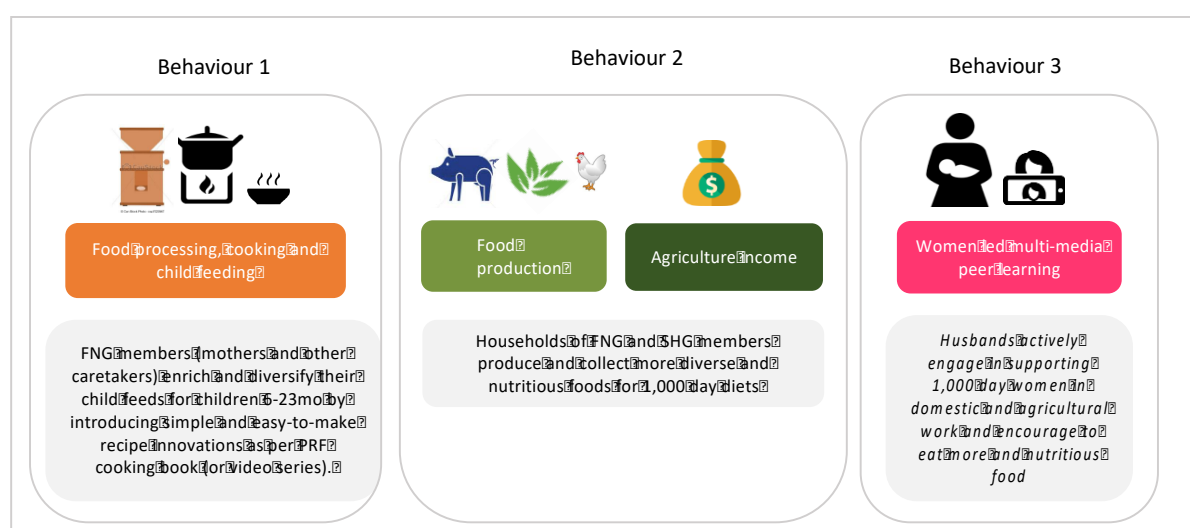 Behaviour 1
Behaviour 2
Behaviour 3
Food processing, cooking and
child feeding
Food
production
Agriculture income
Women led multi-media
peer learning
FNG members (mothers and other
caretakers) enrich and diversify their
child feeds for children 6-23mo by
introducing simple and easy-to-make
recipe innovations as per PRF
cooking book (or video series).
Households of FNG and SHG members
produce and collect more diverse and
nutritious foods for 1,000 day diets
Husbands actively
engage in supporting
1,000 day women in
domestic and agricultural
work and encourage to
eat more and nutritious
food